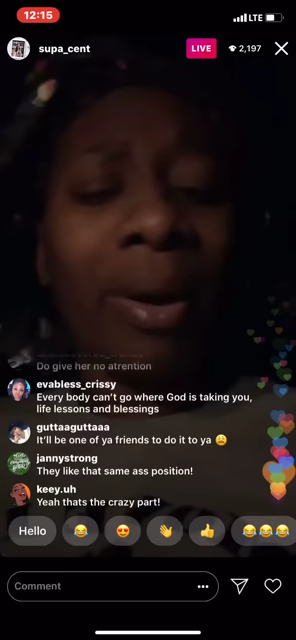 12:15
LTE
supa_cent
LIVE
2,197
Do give her no atrention
evabless_crissy
Every body can't go where God is taking you,
life lessons and blessings
guttaaguttaaa
It'll be one of ya friends to do it to ya 😩
jannystrong
They like that same ass position!
keey.uh
Yeah thats the crazy part!
Hello 😂 😍 👋 👍 😂😂😂
Comment